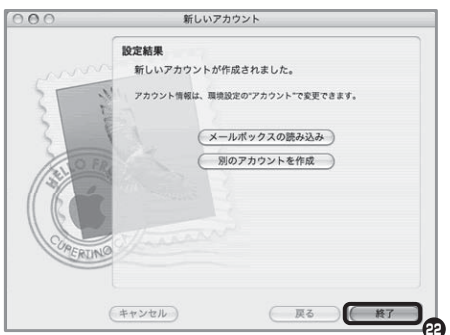 新しいアカウント
設定結果
新しいアカウントが作成されました。
アカウント情報は、環境設定の"アカウント"で変更できます。
メールボックスの読み込み
別のアカウントを作成
HELLO FR
CUPERTINO
キャンセル
戻る
終了
22